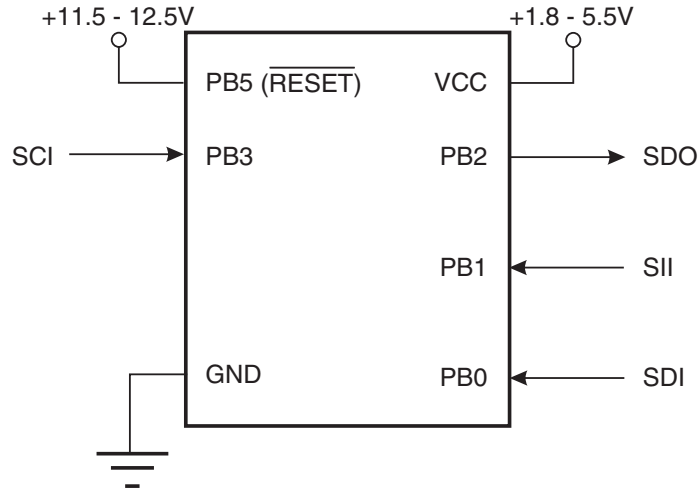 +11.5 - 12.5V
+1.8 - 5.5V
PB5 (RESET)
VCC
SCI
PB3
PB2
SDO
PB1
SII
GND
PB0
SDI